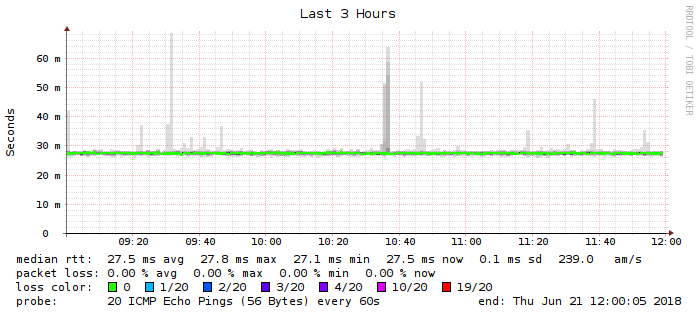 Last 3 Hours
RRDTOOL / TOBI OETIKER
Seconds
60 m
50 m
40 m
30 m
20 m
10 m
0
09:20 09:40 10:00 10:20 10:40 11:00 11:20 11:40 12:00
median rtt: 27.5 ms avg 27.8 ms max 27.1 ms min 27.5 ms now 0.1 ms sd 239.0 am/s
packet loss: 0.00 % avg 0.00 % max 0.00 % min 0.00 % now
loss color: 0 1/20 2/20 3/20 4/20 10/20 19/20
probe: 20 ICMP Echo Pings (56 Bytes) every 60s end: Thu Jun 21 12:00:05 2018